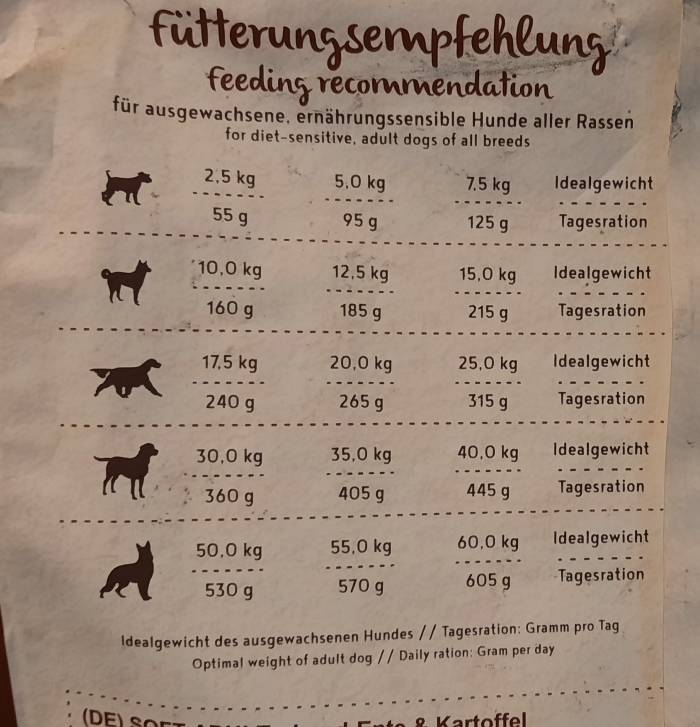 fütterungsempfehlung
feeding recommendation
für ausgewachsene, ernährungssensible Hunde aller Rassen
for diet-sensitive, adult dogs of all breeds
2,5 kg 5,0 kg 7,5 kg Idealgewicht
55 g 95 g 125 g Tagesration
10,0 kg 12,5 kg 15,0 kg Idealgewicht
160 g 185 g 215 g Tagesration
17,5 kg 20,0 kg 25,0 kg Idealgewicht
240 g 265 g 315 g Tagesration
30,0 kg 35,0 kg 40,0 kg Idealgewicht
360 g 405 g 445 g Tagesration
50,0 kg 55,0 kg 60,0 kg Idealgewicht
530 g 570 g 605 g Tagesration
Idealgewicht des ausgewachsenen Hundes // Tagesration: Gramm pro Tag
Optimal weight of adult dog // Daily ration: Gram per day
(DE) SOFT & Kartoffel